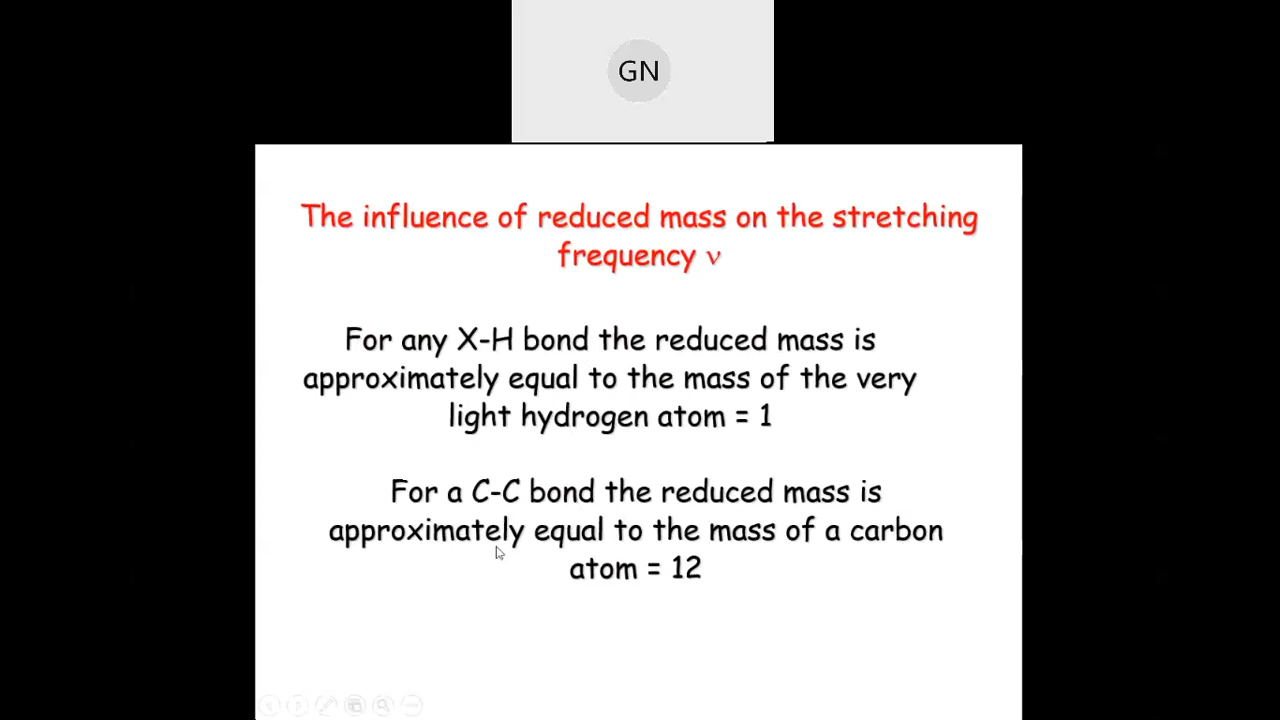 GN
The influence of reduced mass on the stretching
frequency ν
For any X-H bond the reduced mass is
approximately equal to the mass of the very
light hydrogen atom = 1
For a C-C bond the reduced mass is
approximately equal to the mass of a carbon
atom = 12